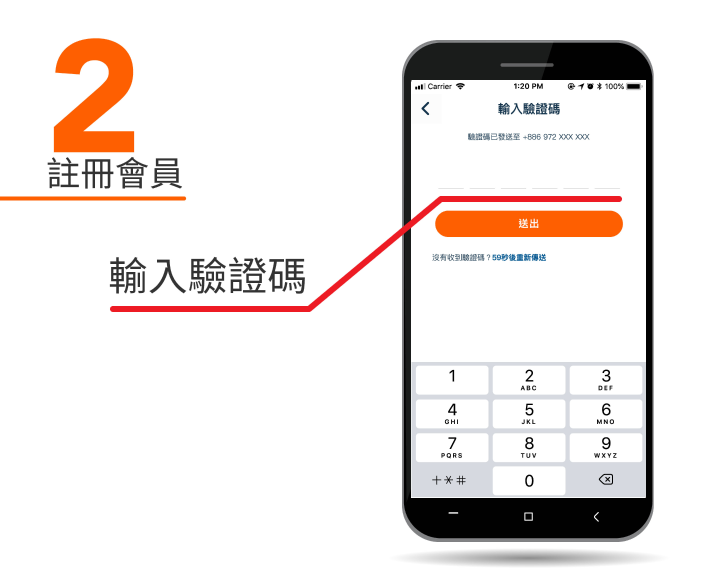 2
註冊會員
輸入驗證碼
Carrier 1:20 PM 100%
輸入驗證碼
驗證碼已發送至 +886 972 XXX XXX
送出
沒有收到驗證碼？59秒後重新傳送
1 2 3
ABC DEF
4 5 6
GHI JKL MNO
7 8 9
PQRS TUV WXYZ
+*# 0